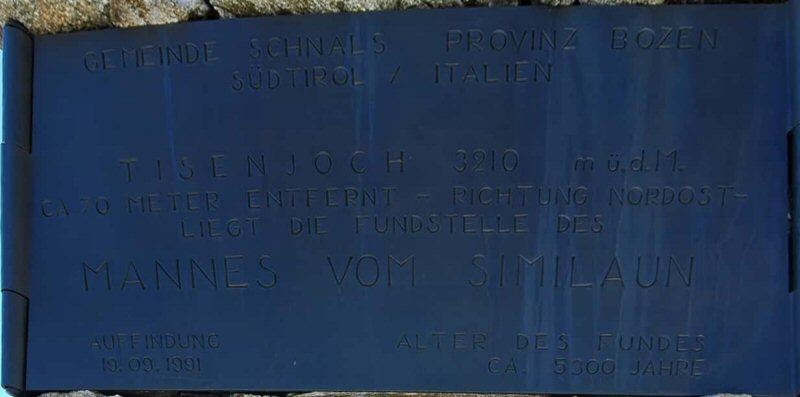 GEMEINDE SCHNALS PROVINZ BOZEN
SÜDTIROL / ITALIEN
TISENJOCH 3210 m ü.d.M.
CA 70 METER ENTFERNT - RICHTUNG NORDOST-
LIEGT DIE FUNDSTELLE DES
MANNES VOM SIMILAUN
AUFFINDUNG
19.09.1991
ALTER DES FUNDES
CA. 5300 JAHRE